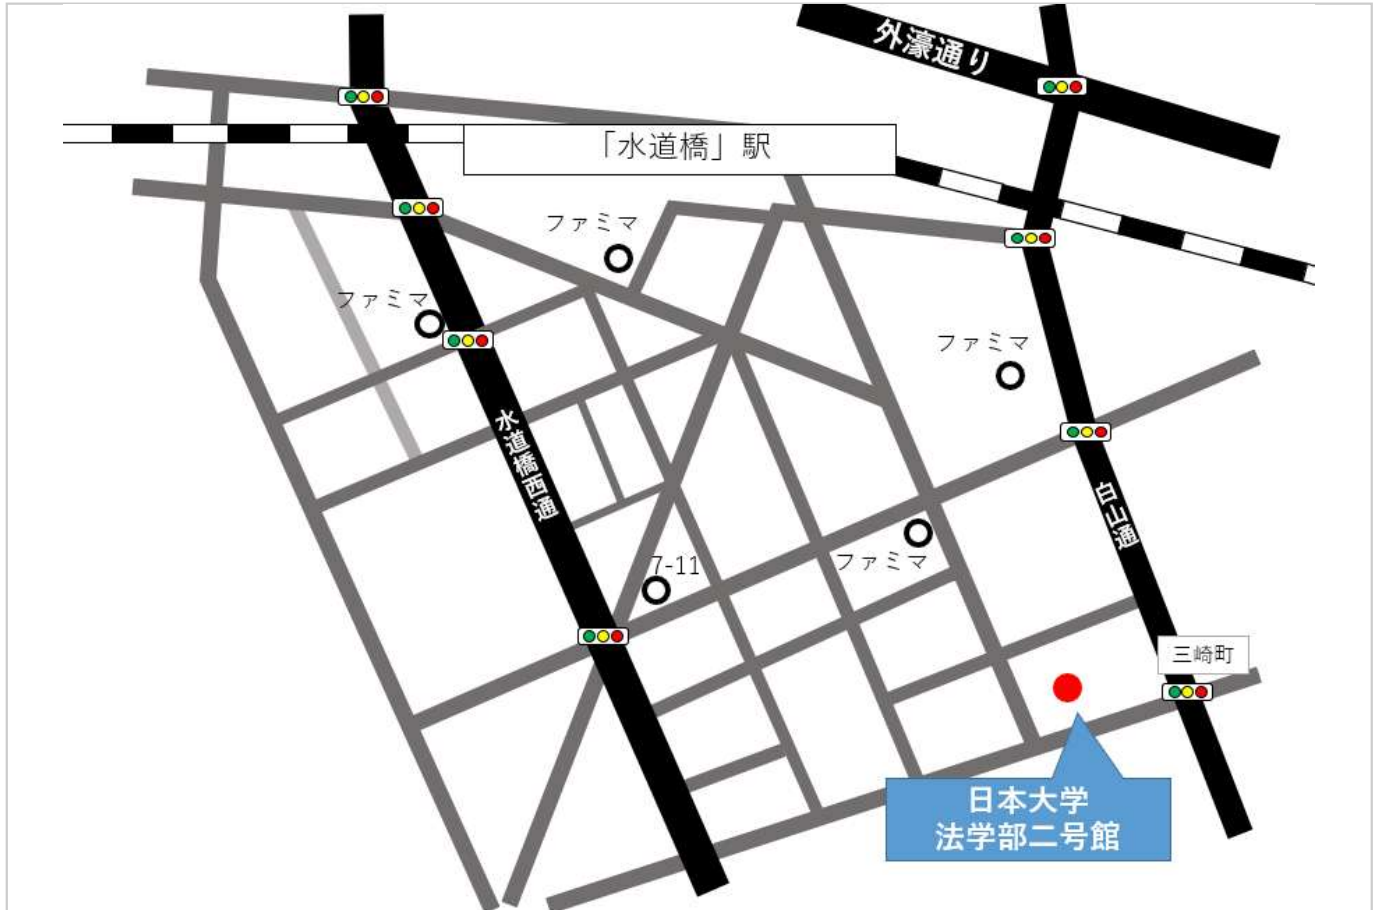 外濠通り
「水道橋」駅
ファミマ
ファミマ
ファミマ
水道橋西通
白山通
ファミマ
7-11
三崎町
日本大学
法学部二号館